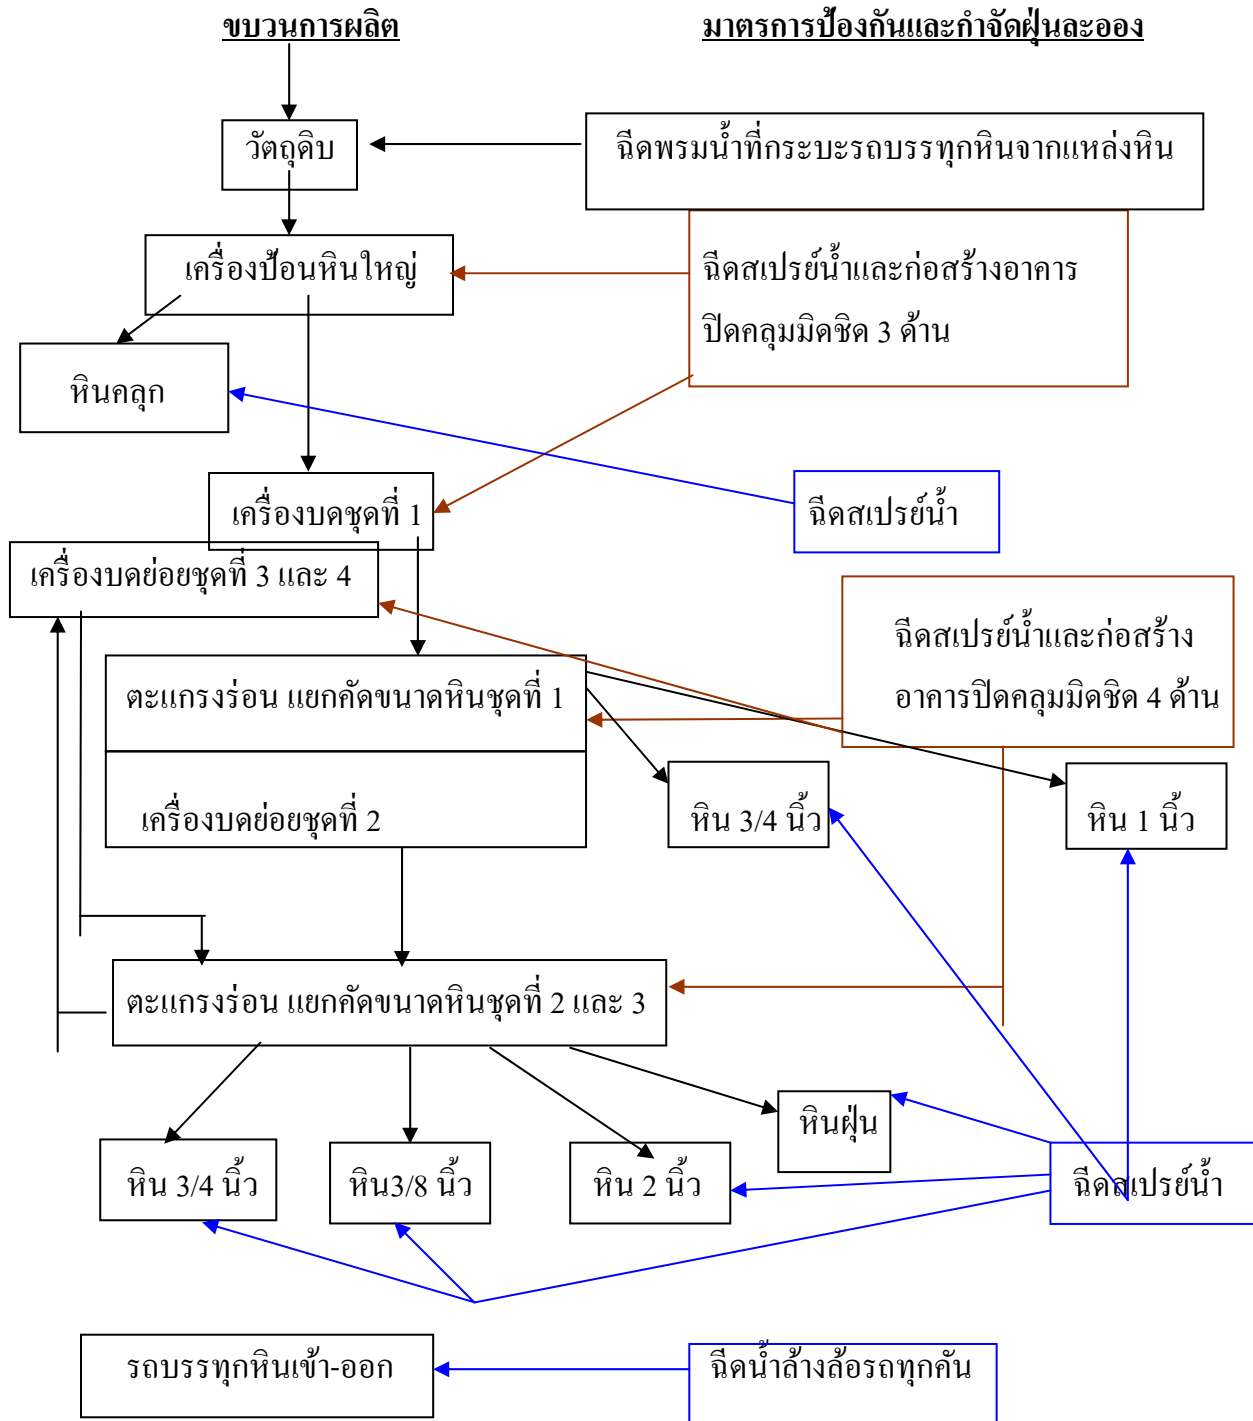 ขบวนการผลิต
มาตรการป้องกันและกำจัดฝุ่นละออง
วัตถุดิบ
ฉีดพรมน้ำที่กระบะรถบรรทุกหินจากแหล่งหิน
เครื่องป้อนหินใหญ่
ฉีดสเปรย์น้ำและก่อสร้างอาคาร
ปิดคลุมมิดชิด 3 ด้าน
หินคลุก
เครื่องบดชุดที่ 1
ฉีดสเปรย์น้ำ
เครื่องบดย่อยชุดที่ 3 และ 4
ฉีดสเปรย์น้ำและก่อสร้าง
อาคารปิดคลุมมิดชิด 4 ด้าน
ตะแกรงร่อน แยกคัดขนาดหินชุดที่ 1
เครื่องบดย่อยชุดที่ 2
หิน 3/4 นิ้ว
หิน 1 นิ้ว
ตะแกรงร่อน แยกคัดขนาดหินชุดที่ 2 และ 3
หินฝุ่น
หิน 3/4 นิ้ว
หิน3/8 นิ้ว
หิน 2 นิ้ว
ฉีดสเปรย์น้ำ
รถบรรทุกหินเข้า-ออก
ฉีดน้ำล้างล้อรถทุกคัน